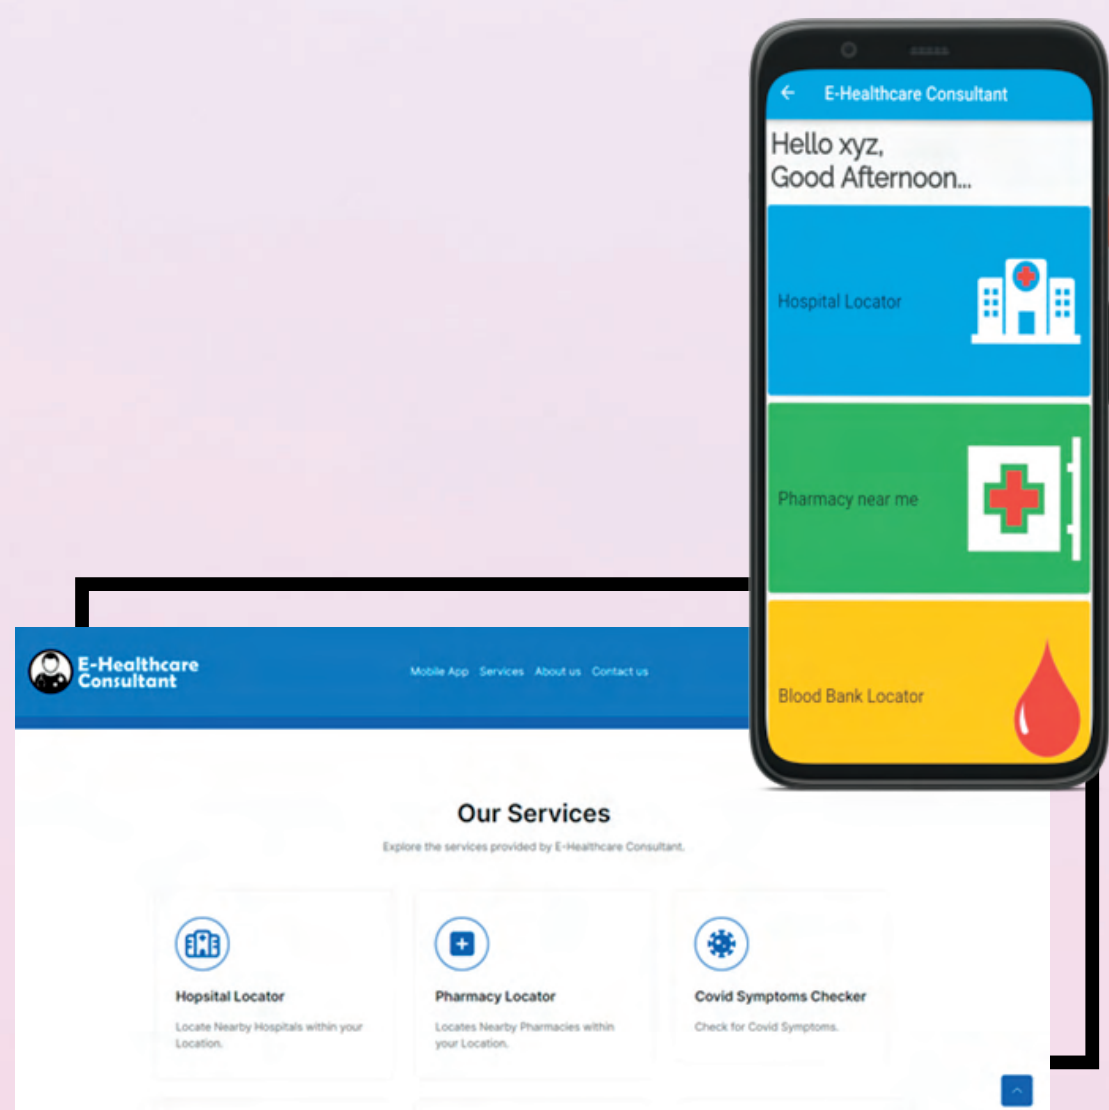 E-Healthcare Consultant
Hello xyz,
Good Afternoon...
Hospital Locator
Pharmacy near me
Blood Bank Locator
E-Healthcare
Consultant
Mobile App Services About us Contact us
Our Services
Explore the services provided by E-Healthcare Consultant.
Hopsital Locator
Locate Nearby Hospitals within your
Location.
Pharmacy Locator
Locates Nearby Pharmacies within
your Location.
Covid Symptoms Checker
Check for Covid Symptoms.